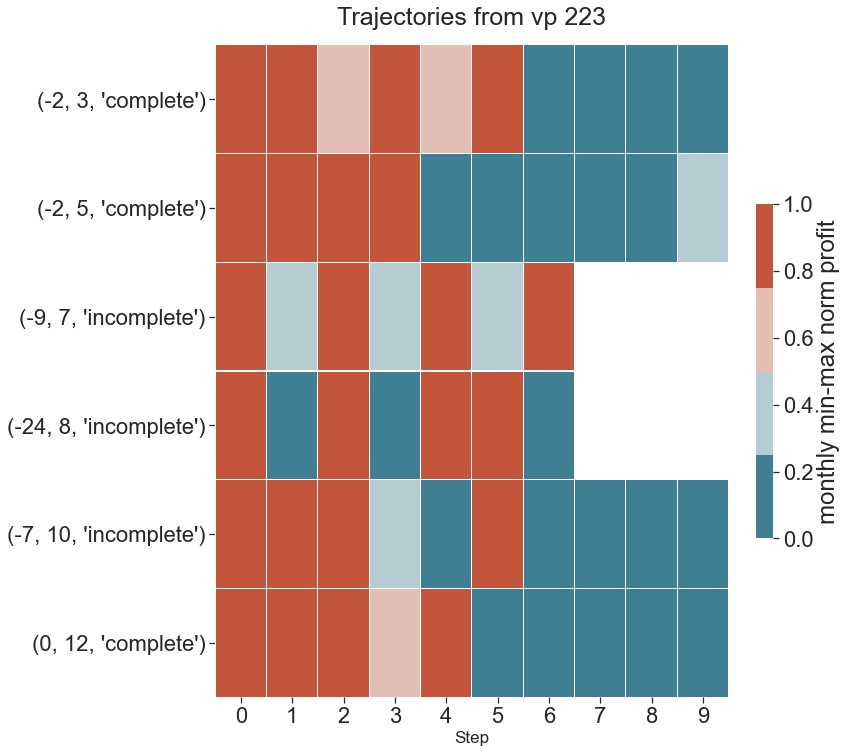 Trajectories from vp 223
(-2, 3, 'complete')
(-2, 5, 'complete')
(-9, 7, 'incomplete')
(-24, 8, 'incomplete')
(-7, 10, 'incomplete')
(0, 12, 'complete')
0 1 2 3 4 5 6 7 8 9
Step
1.0
0.8
0.6
0.4
0.2
0.0
monthly min-max norm profit